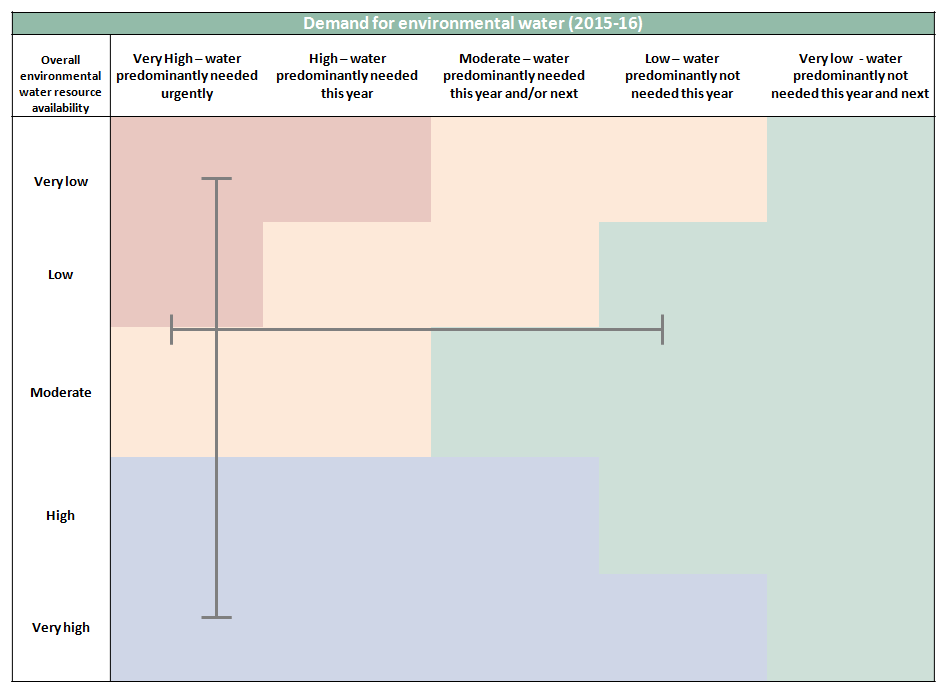 Demand for environmental water (2015-16)
Overall
environmental
water resource
availability
Very High – water
predominantly needed
urgently
High – water
predominantly needed
this year
Moderate – water
predominantly needed
this year and/or next
Low – water
predominantly not
needed this year
Very low - water
predominantly not
needed this year and next
Very low
Low
Moderate
High
Very high